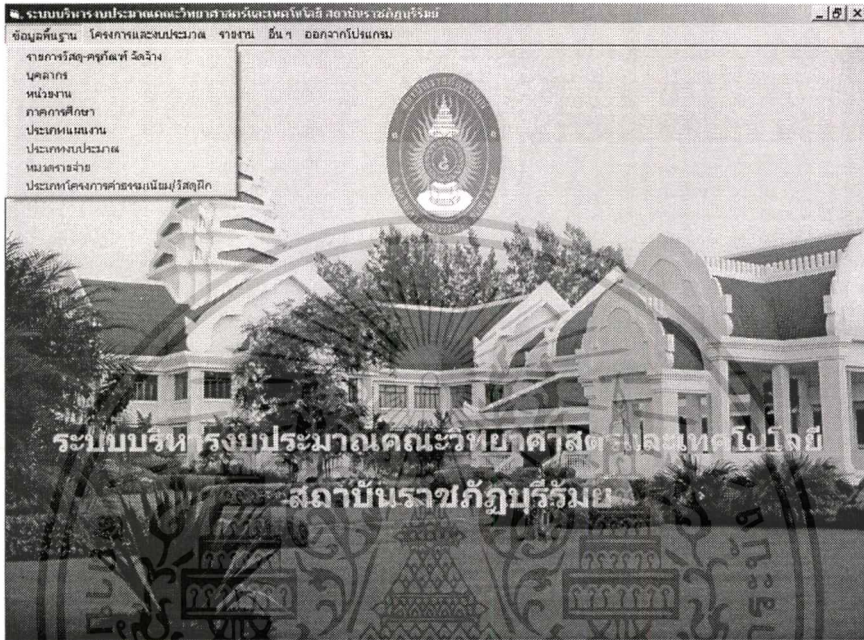 ระบบบริหารงบประมาณคณะวิทยาศาสตร์และเทคโนโลยี สถาบันราชภัฏบุรีรัมย์
ข้อมูลพื้นฐาน โครงการและงบประมาณ รายงาน อื่น ๆ ออกจากโปรแกรม
รายการวัสดุ-ครุภัณฑ์ จัดจ้าง
บุคลากร
หน่วยงาน
ภาคการศึกษา
ประเภทแผนงาน
ประเภทงบประมาณ
หมวดรายจ่าย
ประเภทโครงการค่าธรรมเนียม/วัสดุฝึก
ระบบบริหารงบประมาณคณะวิทยาศาสตร์และเทคโนโลยี
สถาบันราชภัฏบุรีรัมย์